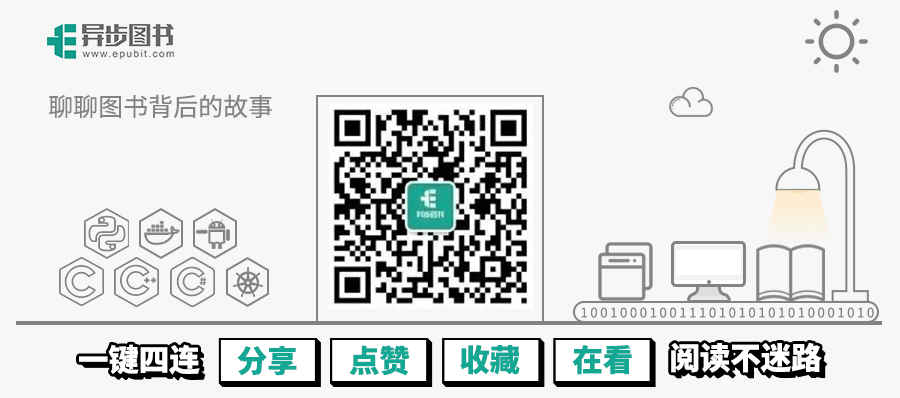 异步图书
www.epubit.com
聊聊图书背后的故事
异步图书
C
C++
C#
1001000100111010101010100001010
一键四连 分享 点赞 收藏 在看 阅读不迷路